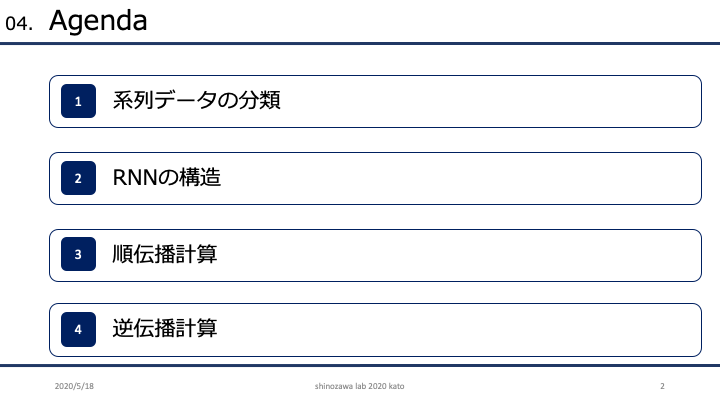 04. Agenda
1 系列データの分類
2 RNNの構造
3 順伝播計算
4 逆伝播計算
2020/5/18 shinozawa lab 2020 kato 2